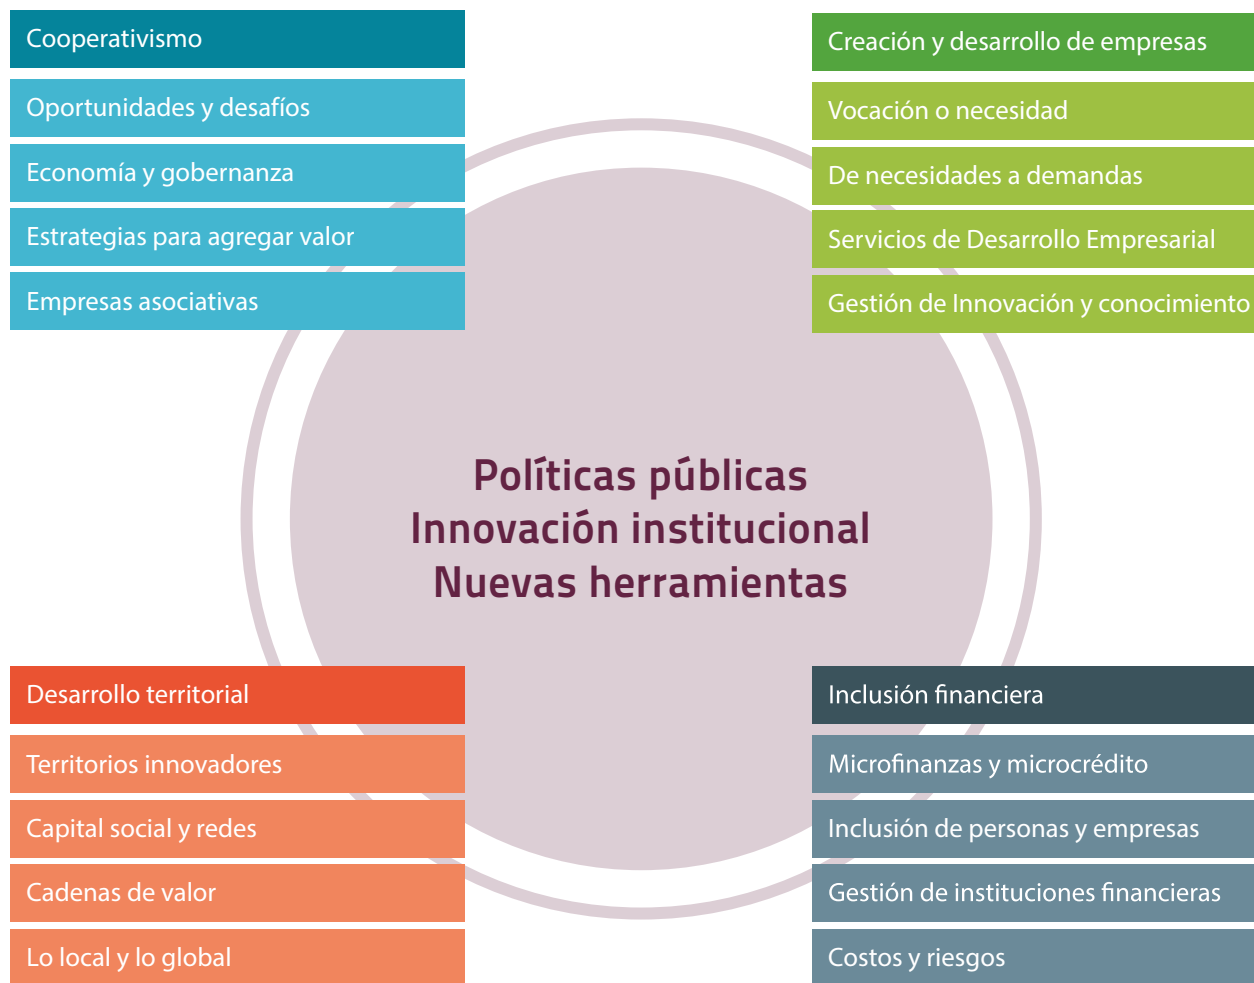 Cooperativismo
Oportunidades y desafíos
Economía y gobernanza
Estrategias para agregar valor
Empresas asociativas
Creación y desarrollo de empresas
Vocación o necesidad
De necesidades a demandas
Servicios de Desarrollo Empresarial
Gestión de Innovación y conocimiento
Políticas públicas
Innovación institucional
Nuevas herramientas
Desarrollo territorial
Territorios innovadores
Capital social y redes
Cadenas de valor
Lo local y lo global
Inclusión financiera
Microfinanzas y microcrédito
Inclusión de personas y empresas
Gestión de instituciones financieras
Costos y riesgos